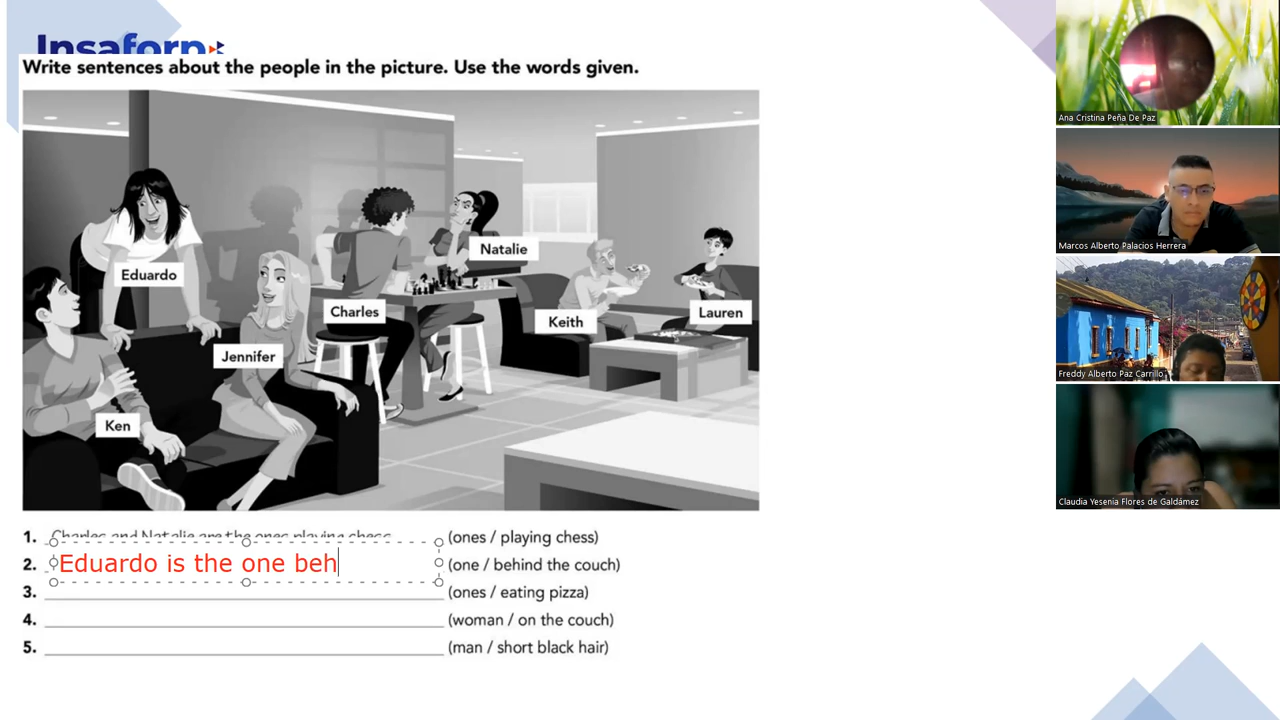 Insaforp
Write sentences about the people in the picture. Use the words given.
Eduardo
Natalie
Charles
Keith
Lauren
Jennifer
Ken
1. Charles and Natalie are the ones playing chess (ones / playing chess)
2. Eduardo is the one beh (one / behind the couch)
3. (ones / eating pizza)
4. (woman / on the couch)
5. (man / short black hair)
Ana Cristina Peña De Paz
Marcos Alberto Palacios Herrera
Freddy Alberto Paz Carrillo
Claudia Yesenia Flores de Galdámez